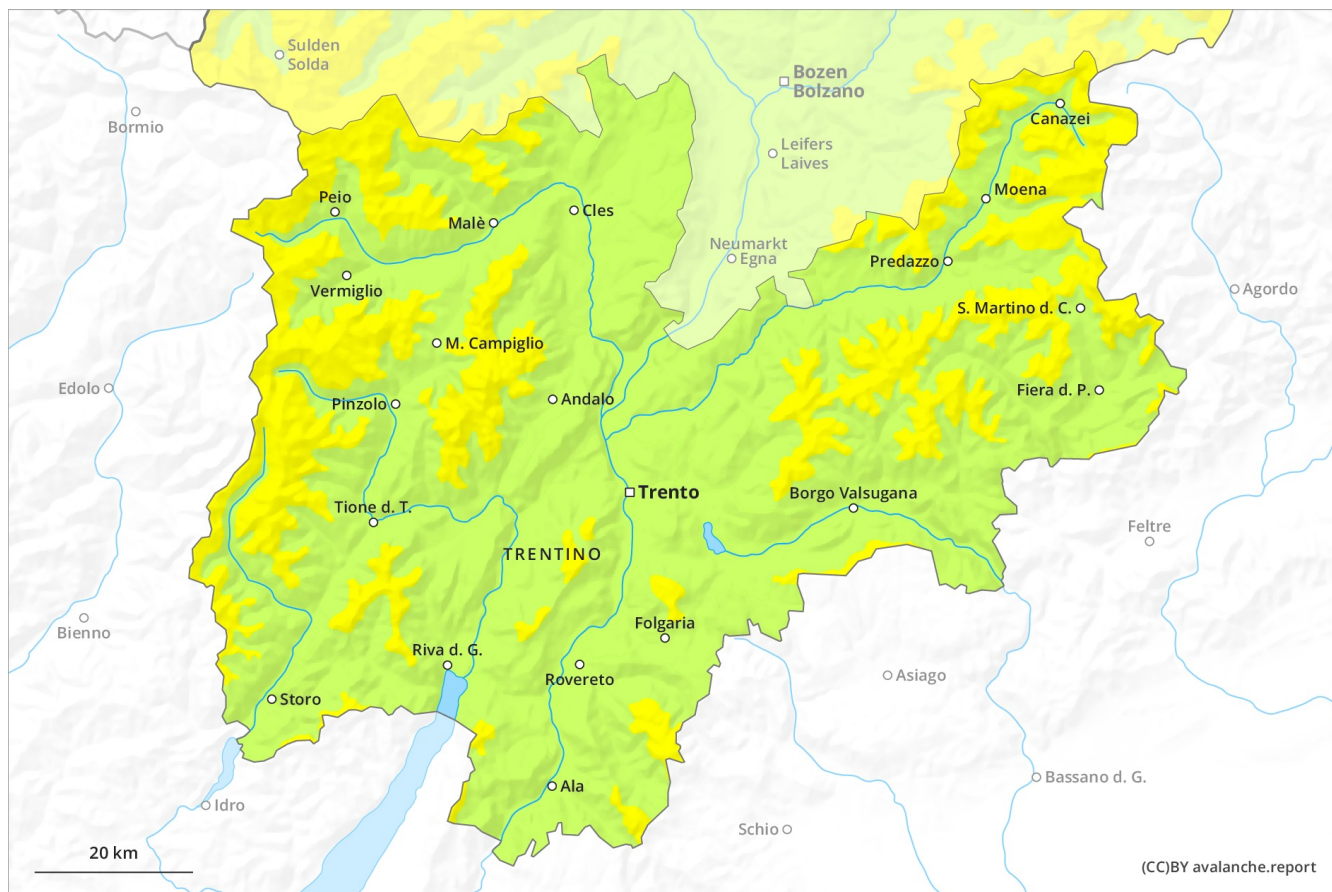 Sulden
Solda
Bozen
Bolzano
Bormio
Canazei
Leifers
Laives
Peio
Moena
Malè
Cles
Neumarkt
Egna
Predazzo
Vermiglio
Agordo
S. Martino d. C.
M. Campiglio
Edolo
Fiera d. P.
Pinzolo
Andalo
Trento
Borgo Valsugana
Tione d. T.
Feltre
TRENTINO
Bienno
Folgaria
Riva d. G.
Rovereto
Asiago
Storo
Bassano d. G.
Ala
Idro
Schio
20 km
(CC)BY avalanche.report